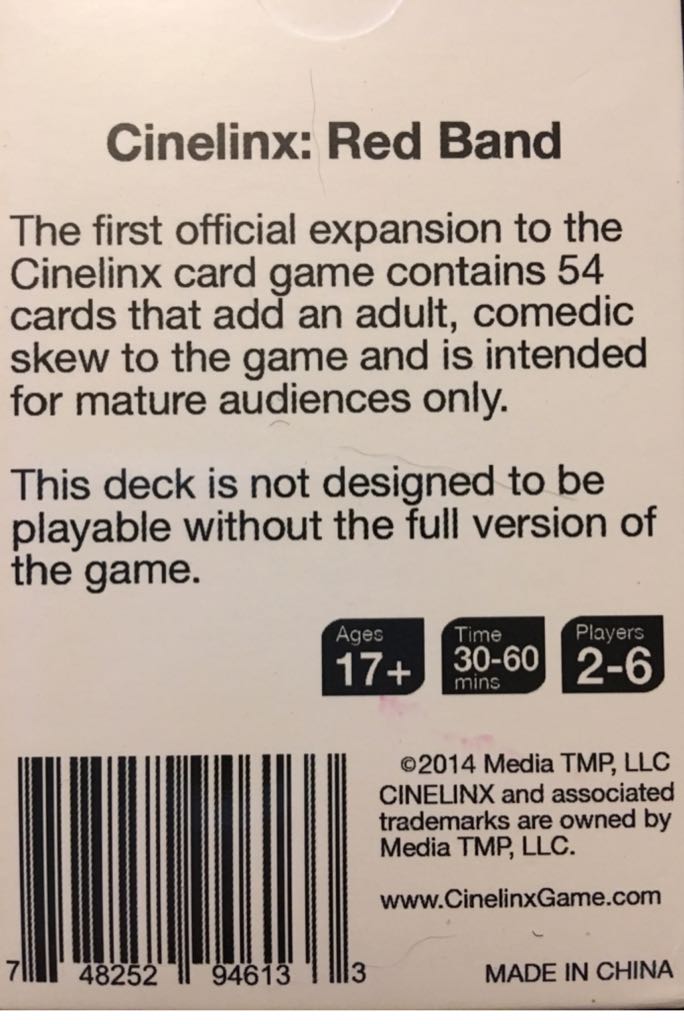 Cinelinx: Red Band
The first official expansion to the
Cinelinx card game contains 54
cards that add an adult, comedic
skew to the game and is intended
for mature audiences only.
This deck is not designed to be
playable without the full version of
the game.
Ages
17+
Time
30-60
mins
Players
2-6
©2014 Media TMP, LLC
CINELINX and associated
trademarks are owned by
Media TMP, LLC.
www.CinelinxGame.com
7 48252 94613 3
MADE IN CHINA